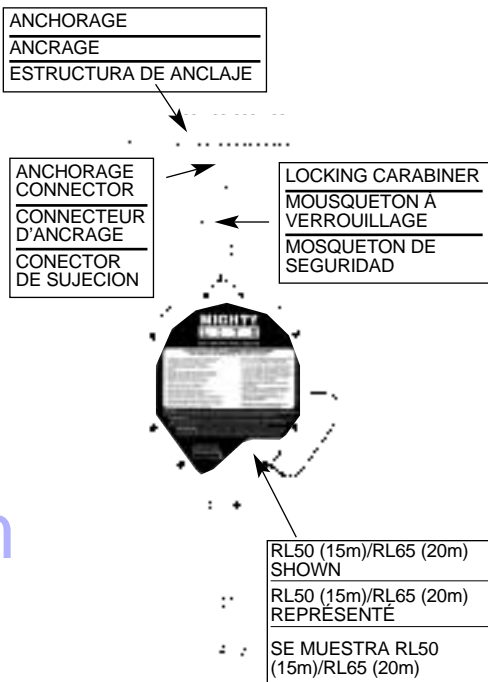 ANCHORAGE
ANCRAGE
ESTRUCTURA DE ANCLAJE
ANCHORAGE
CONNECTOR
CONNECTEUR
D'ANCRAGE
CONECTOR
DE SUJECION
LOCKING CARABINER
MOUSQUETON À
VERROUILLAGE
MOSQUETON DE
SEGURIDAD
MIGHTY
LITE
RL50 (15m)/RL65 (20m)
SHOWN
RL50 (15m)/RL65 (20m)
REPRÉSENTÉ
SE MUESTRA RL50
(15m)/RL65 (20m)